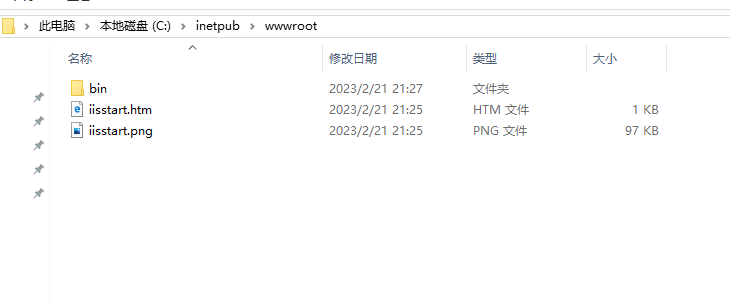 此电脑 > 本地磁盘 (C:) > inetpub > wwwroot
名称 修改日期 类型 大小
bin 2023/2/21 21:27 文件夹
iisstart.htm 2023/2/21 21:25 HTM 文件 1 KB
iisstart.png 2023/2/21 21:25 PNG 文件 97 KB